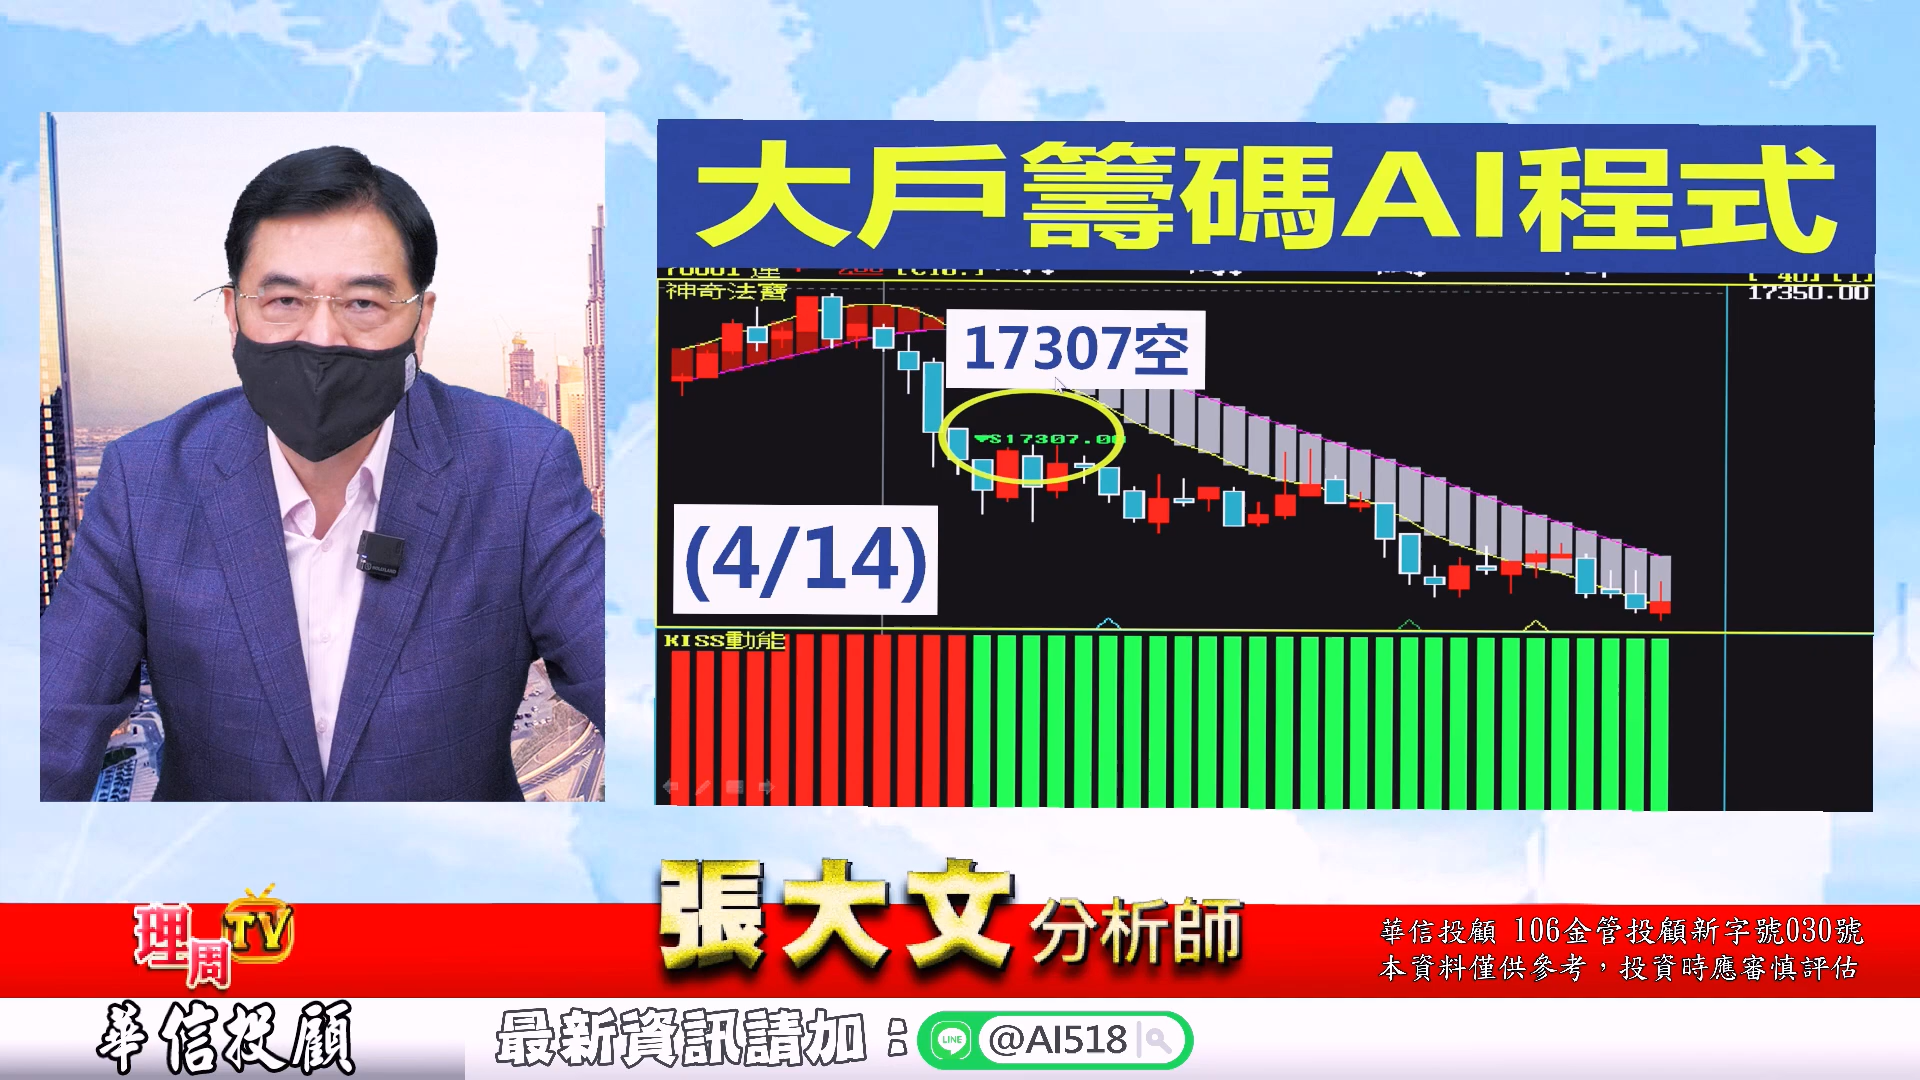 大戶籌碼AI程式
神奇法寶
17350.00
17307空
S17307.00
(4/14)
KISS動能
張大文分析師
理周TV
華信投顧 106金管投顧新字號030號
本資料僅供參考，投資時應審慎評估
華信投顧
最新資訊請加：
LINE
@AI518